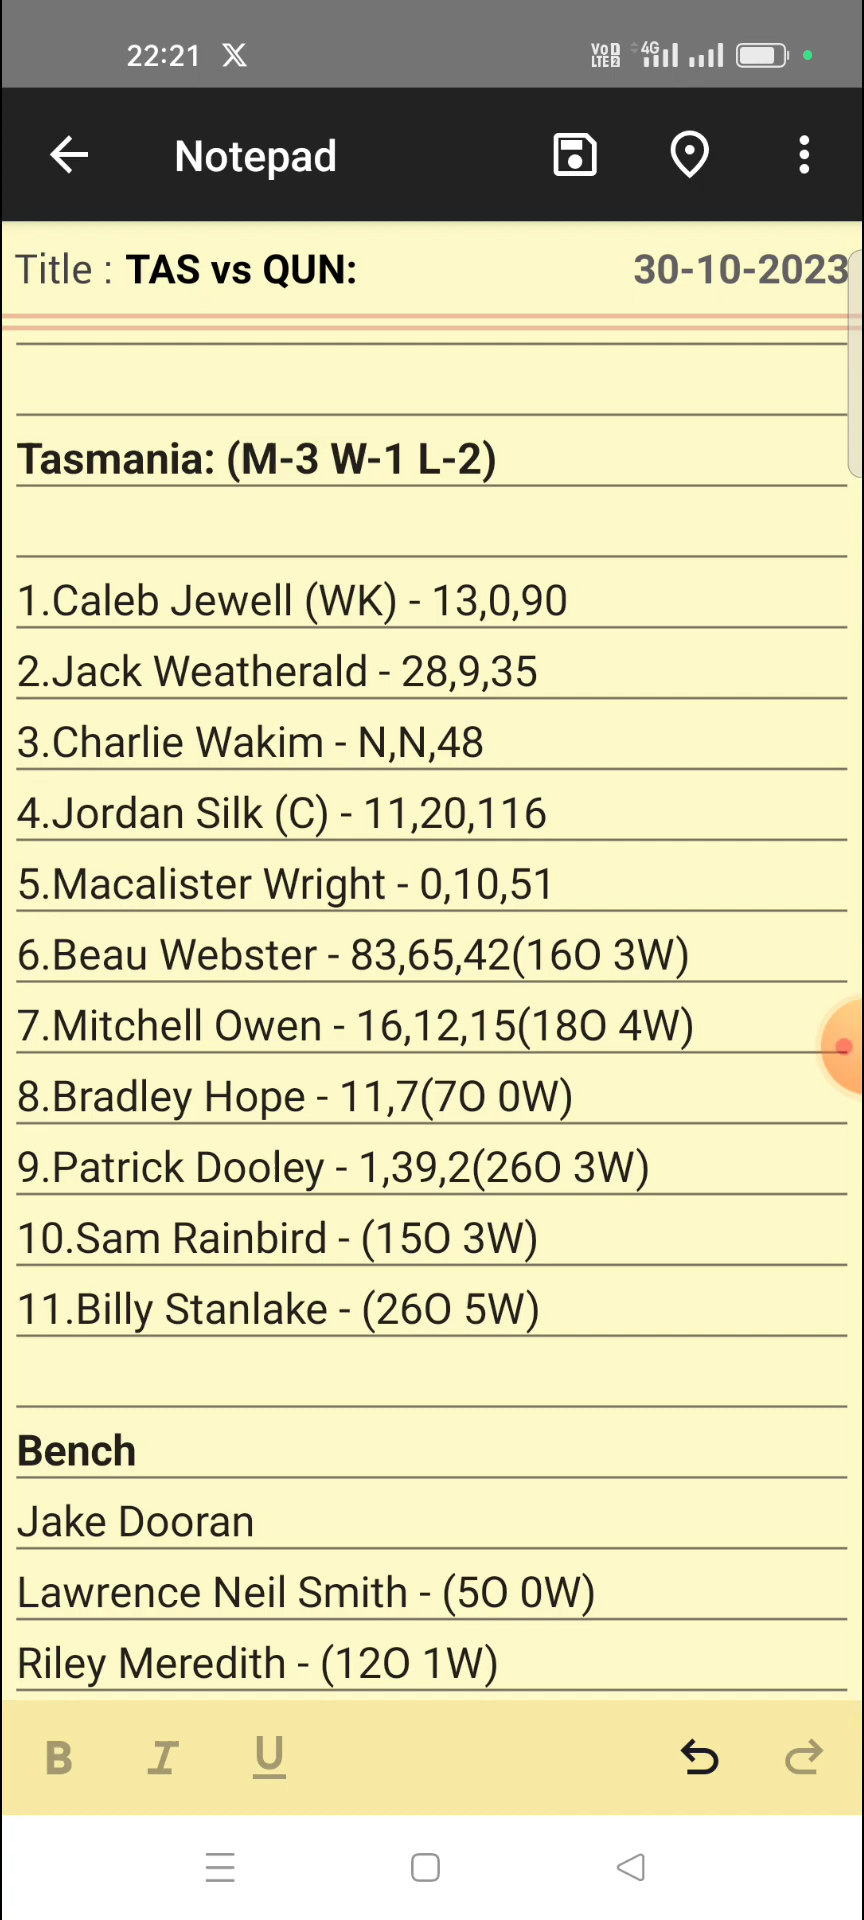 22:21 X VoD LTE2 4G
Notepad
Title : TAS vs QUN: 30-10-2023
Tasmania: (M-3 W-1 L-2)
1.Caleb Jewell (WK) - 13,0,90
2.Jack Weatherald - 28,9,35
3.Charlie Wakim - N,N,48
4.Jordan Silk (C) - 11,20,116
5.Macalister Wright - 0,10,51
6.Beau Webster - 83,65,42(16O 3W)
7.Mitchell Owen - 16,12,15(18O 4W)
8.Bradley Hope - 11,7(7O 0W)
9.Patrick Dooley - 1,39,2(26O 3W)
10.Sam Rainbird - (15O 3W)
11.Billy Stanlake - (26O 5W)
Bench
Jake Dooran
Lawrence Neil Smith - (5O 0W)
Riley Meredith - (12O 1W)
B I U